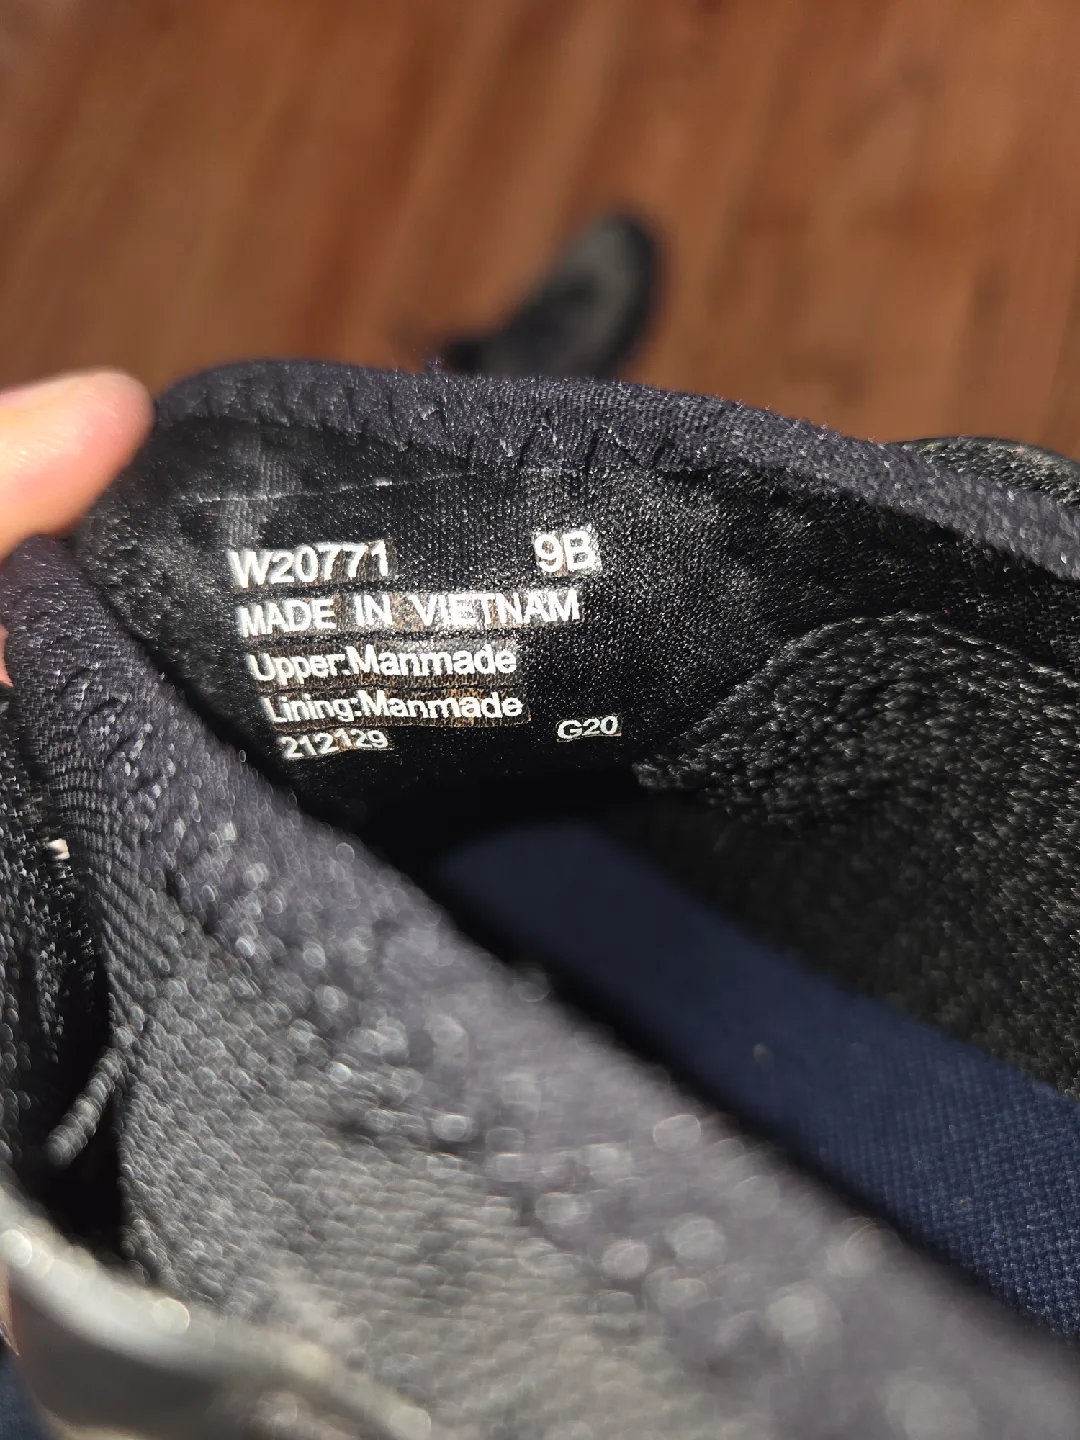 W20771 9B
MADE IN VIETNAM
Upper:Manmade
Lining:Manmade
212129 G20